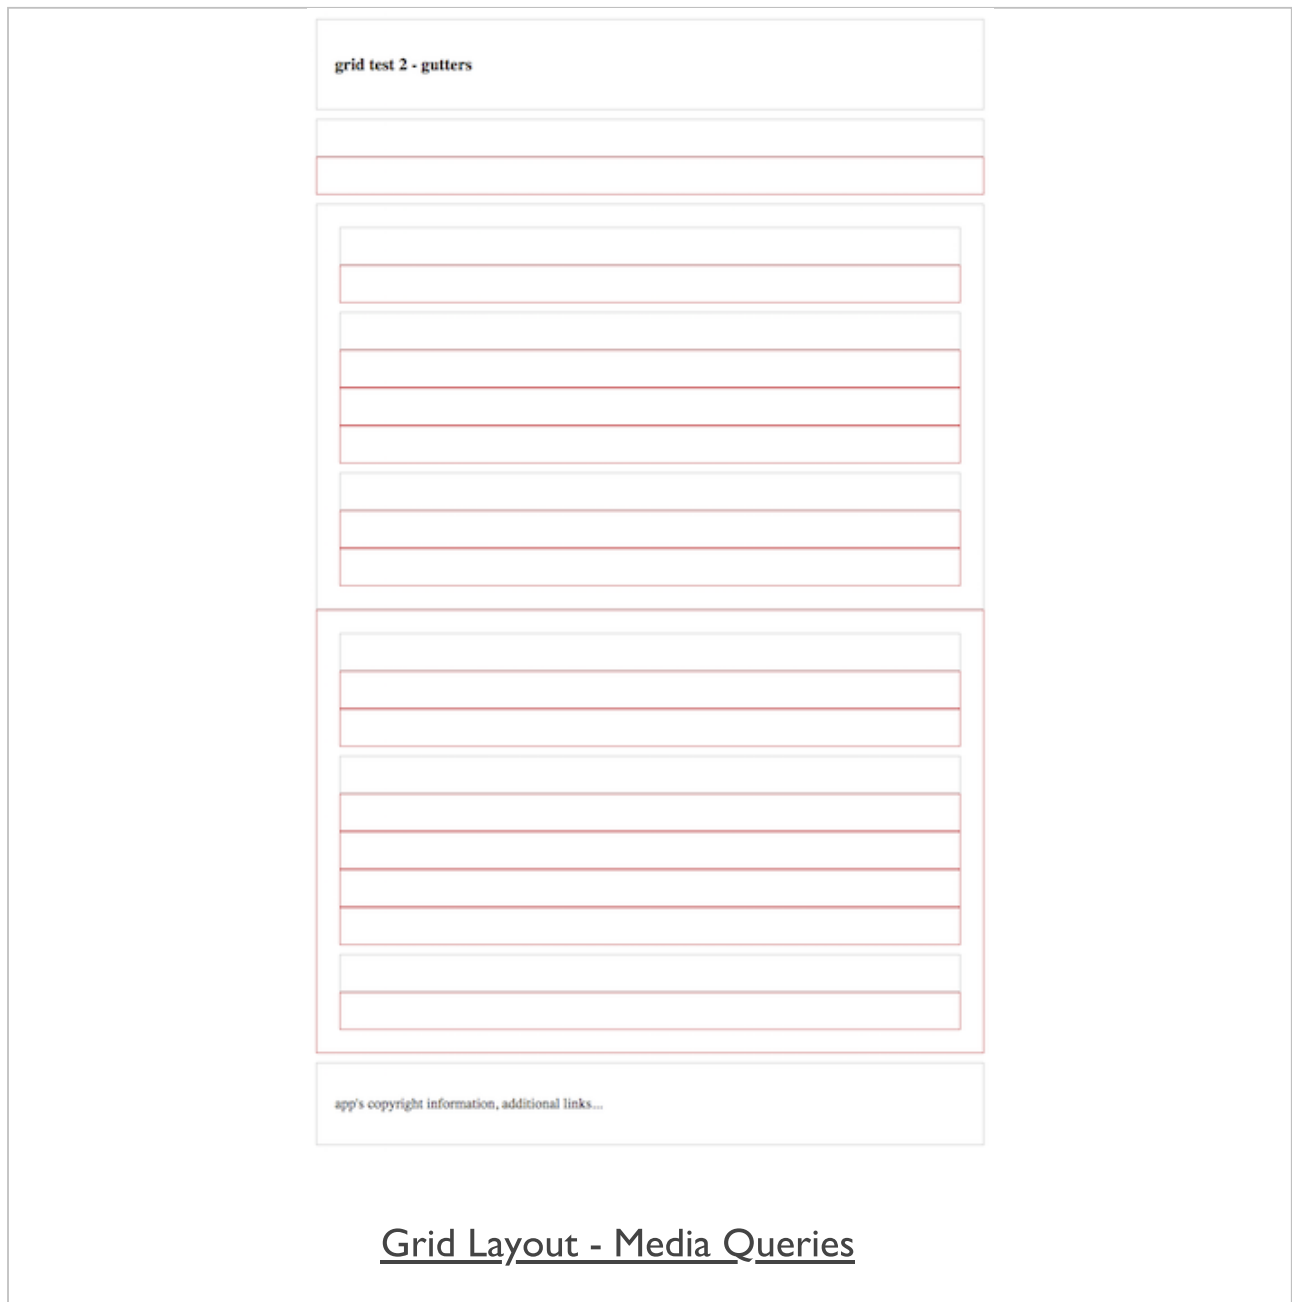 grid test 2 - gutters
app's copyright information, additional links...
Grid Layout - Media Queries